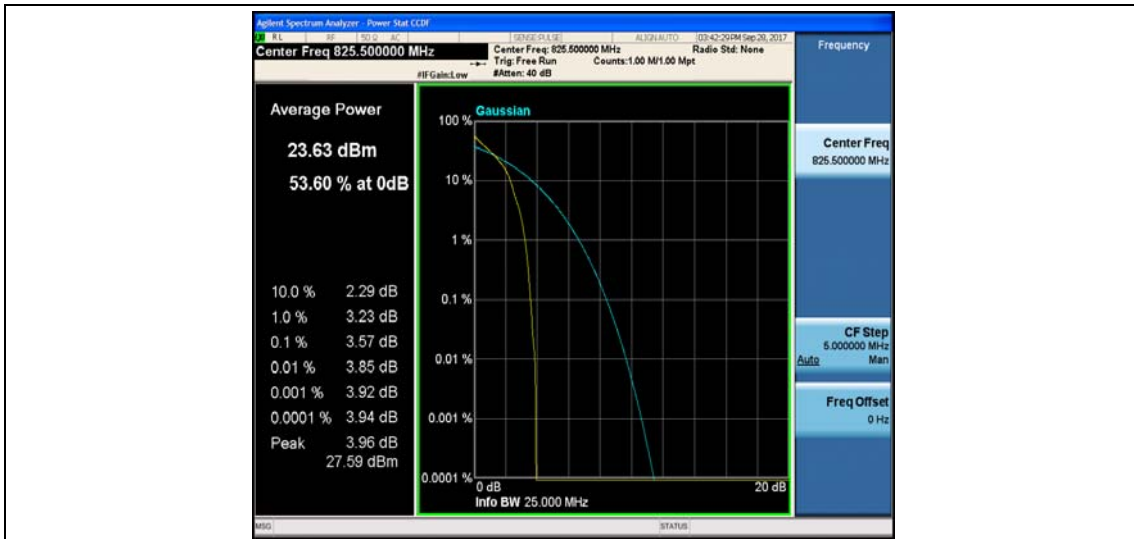 Agilent Spectrum Analyzer - Power Stat CCDF
RL RF 50 Ω AC SENSE:PULSE ALIGNAUTO 03:42:29PM Sep 28, 2017
Center Freq 825.500000 MHz
Center Freq: 825.500000 MHz Radio Std: None
Trig: Free Run Counts:1.00 M/1.00 Mpt
#IFGain:Low #Atten: 40 dB
Frequency
Average Power
23.63 dBm
53.60 % at 0dB
10.0 % 2.29 dB
1.0 % 3.23 dB
0.1 % 3.57 dB
0.01 % 3.85 dB
0.001 % 3.92 dB
0.0001 % 3.94 dB
Peak 3.96 dB
27.59 dBm
Gaussian
100 %
10 %
1 %
0.1 %
0.01 %
0.001 %
0.0001 %
0 dB 20 dB
Info BW 25.000 MHz
Center Freq
825.500000 MHz
CF Step
5.000000 MHz
Auto Man
Freq Offset
0 Hz
MSG STATUS